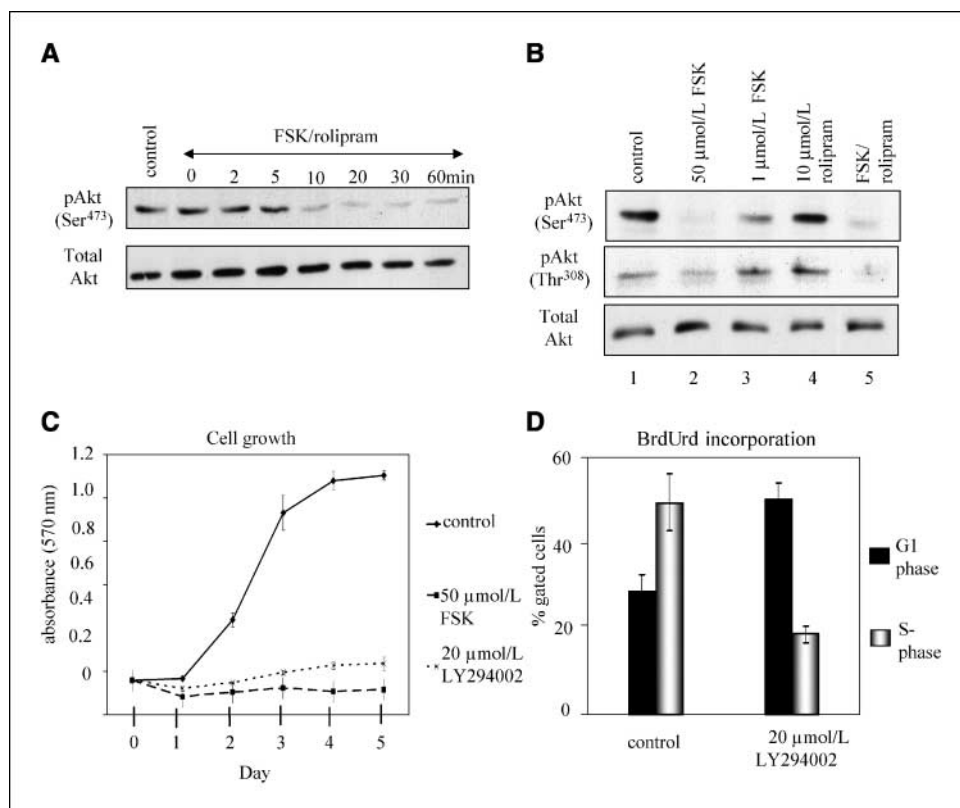 A
control
FSK/rolipram
0 2 5 10 20 30 60min
pAkt
(Ser473)
Total
Akt
B
control
50 µmol/L FSK
1 µmol/L FSK
10 µmol/L
rolipram
FSK/
rolipram
pAkt
(Ser473)
pAkt
(Thr308)
Total
Akt
1 2 3 4 5
C
Cell growth
absorbance (570 nm)
1.2
1.0
0.8
0.6
0.4
0.2
0
0 1 2 3 4 5
Day
control
50 µmol/L
FSK
20 µmol/L
LY294002
D
BrdUrd incorporation
% gated cells
60
40
20
0
control
20 µmol/L
LY294002
G1
phase
S-
phase